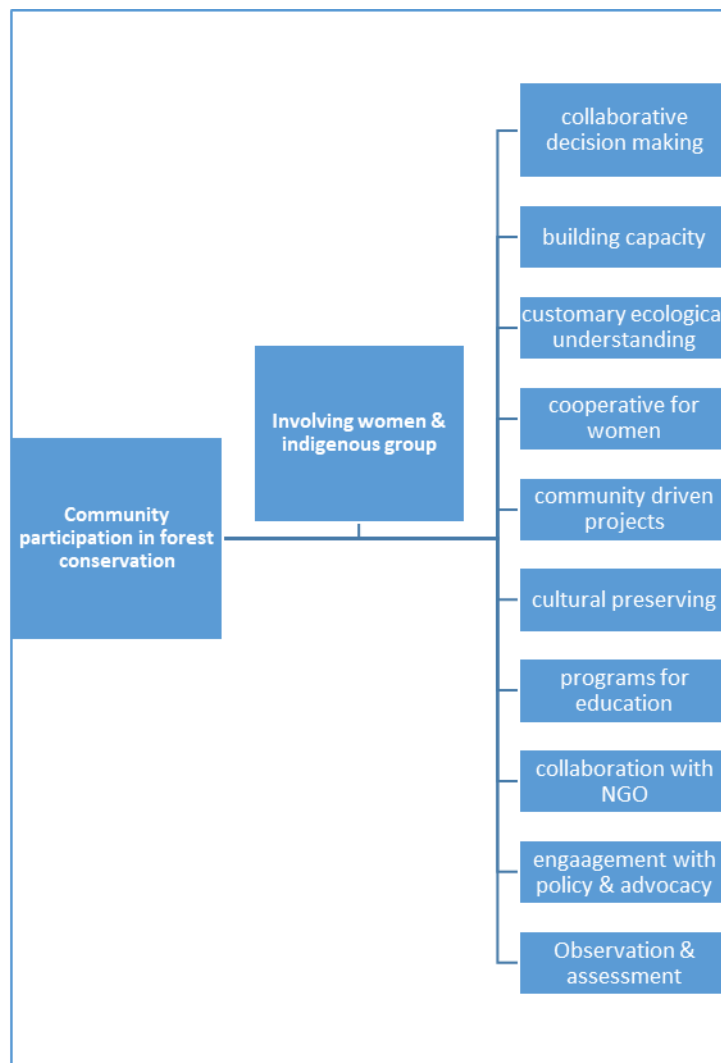 Community
participation in forest
conservation
Involving women &
indigenous group
collaborative
decision making
building capacity
customary ecologica
understanding
cooperative for
women
community driven
projects
cultural preserving
programs for
education
collaboration with
NGO
engaagement with
policy & advocacy
Observation &
assessment